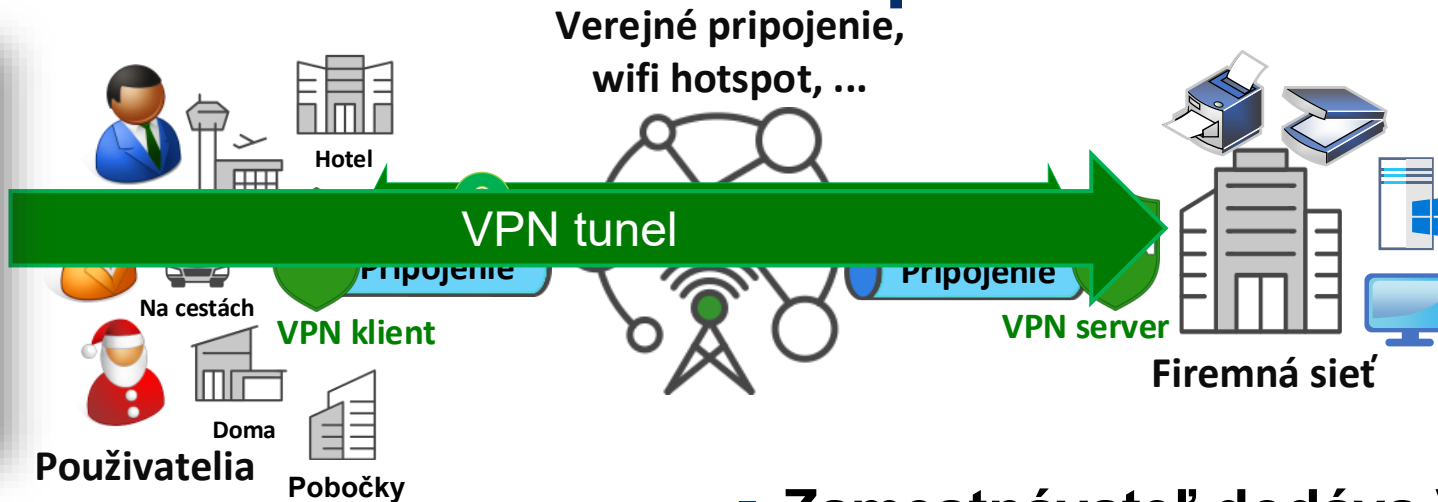 Verejné pripojenie,
wifi hotspot, ...
Hotel
VPN tunel
Pripojenie
Pripojenie
Na cestách
VPN klient
VPN server
Firemná sieť
Doma
Používatelia
Pobočky